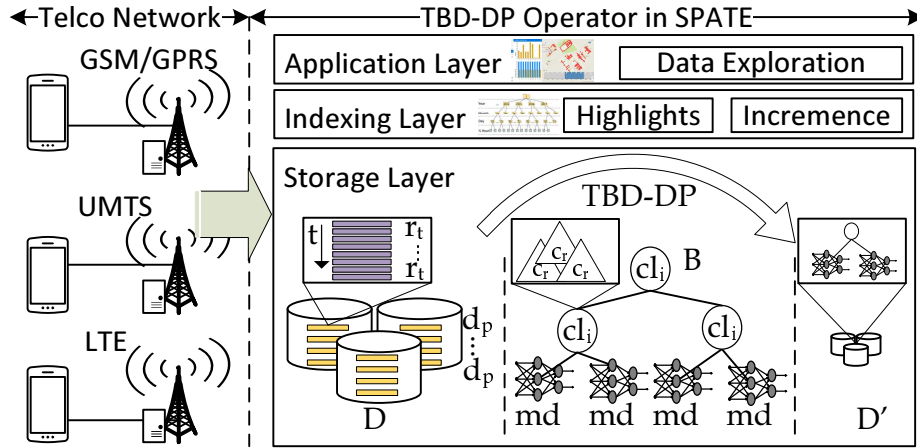 Telco Network
TBD-DP Operator in SPATE
GSM/GPRS
UMTS
LTE
Application Layer
Data Exploration
Indexing Layer
Highlights
Incremence
Storage Layer
TBD-DP
t
r_t
r_t
d_p
d_p
D
c_r
c_r
c_r
B
cl_i
cl_i
cl_i
md
md
md
md
D′